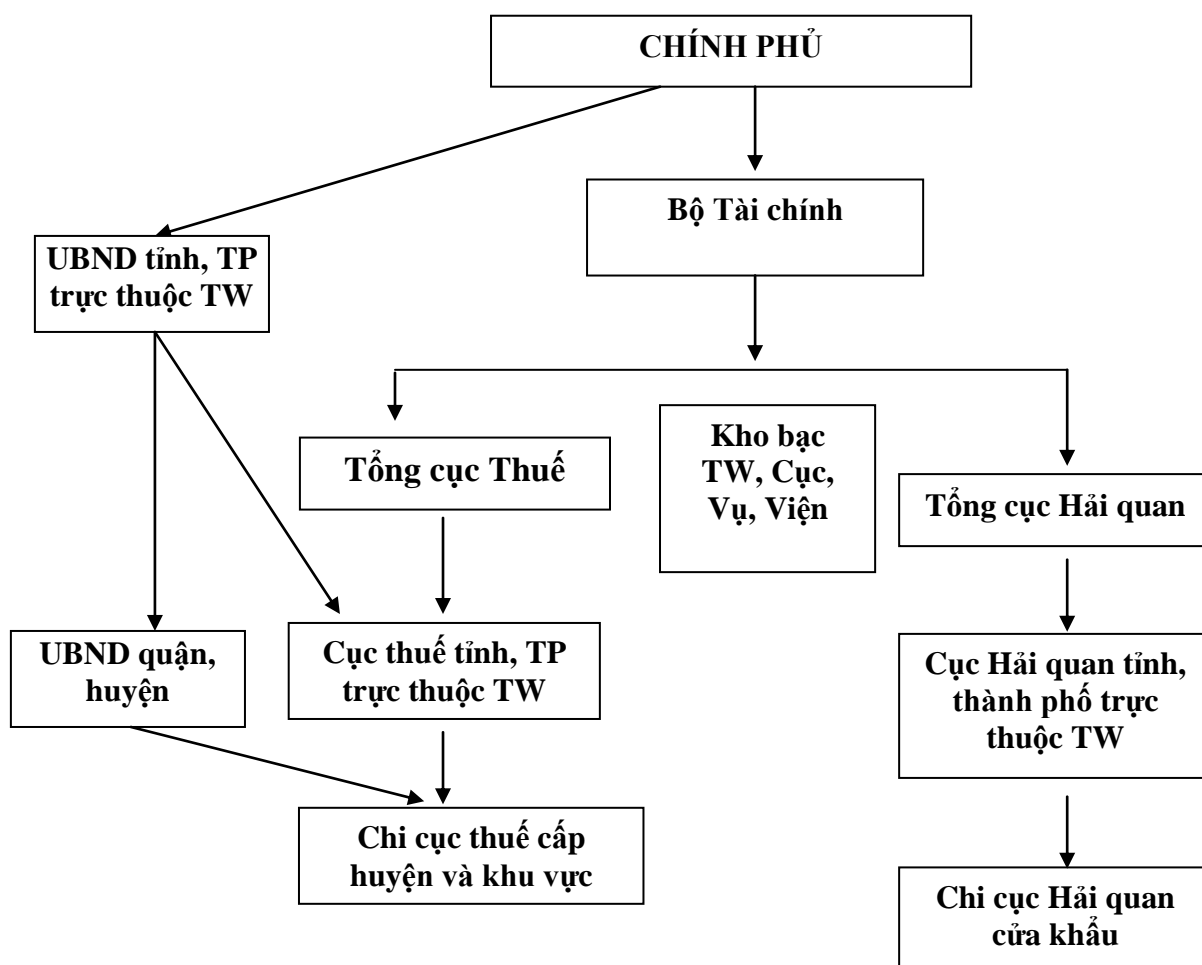 CHÍNH PHỦ
Bộ Tài chính
UBND tỉnh, TP
trực thuộc TW
Tổng cục Thuế
Kho bạc
TW, Cục,
Vụ, Viện
Tổng cục Hải quan
UBND quận,
huyện
Cục thuế tỉnh, TP
trực thuộc TW
Cục Hải quan tỉnh,
thành phố trực
thuộc TW
Chi cục thuế cấp
huyện và khu vực
Chi cục Hải quan
cửa khẩu